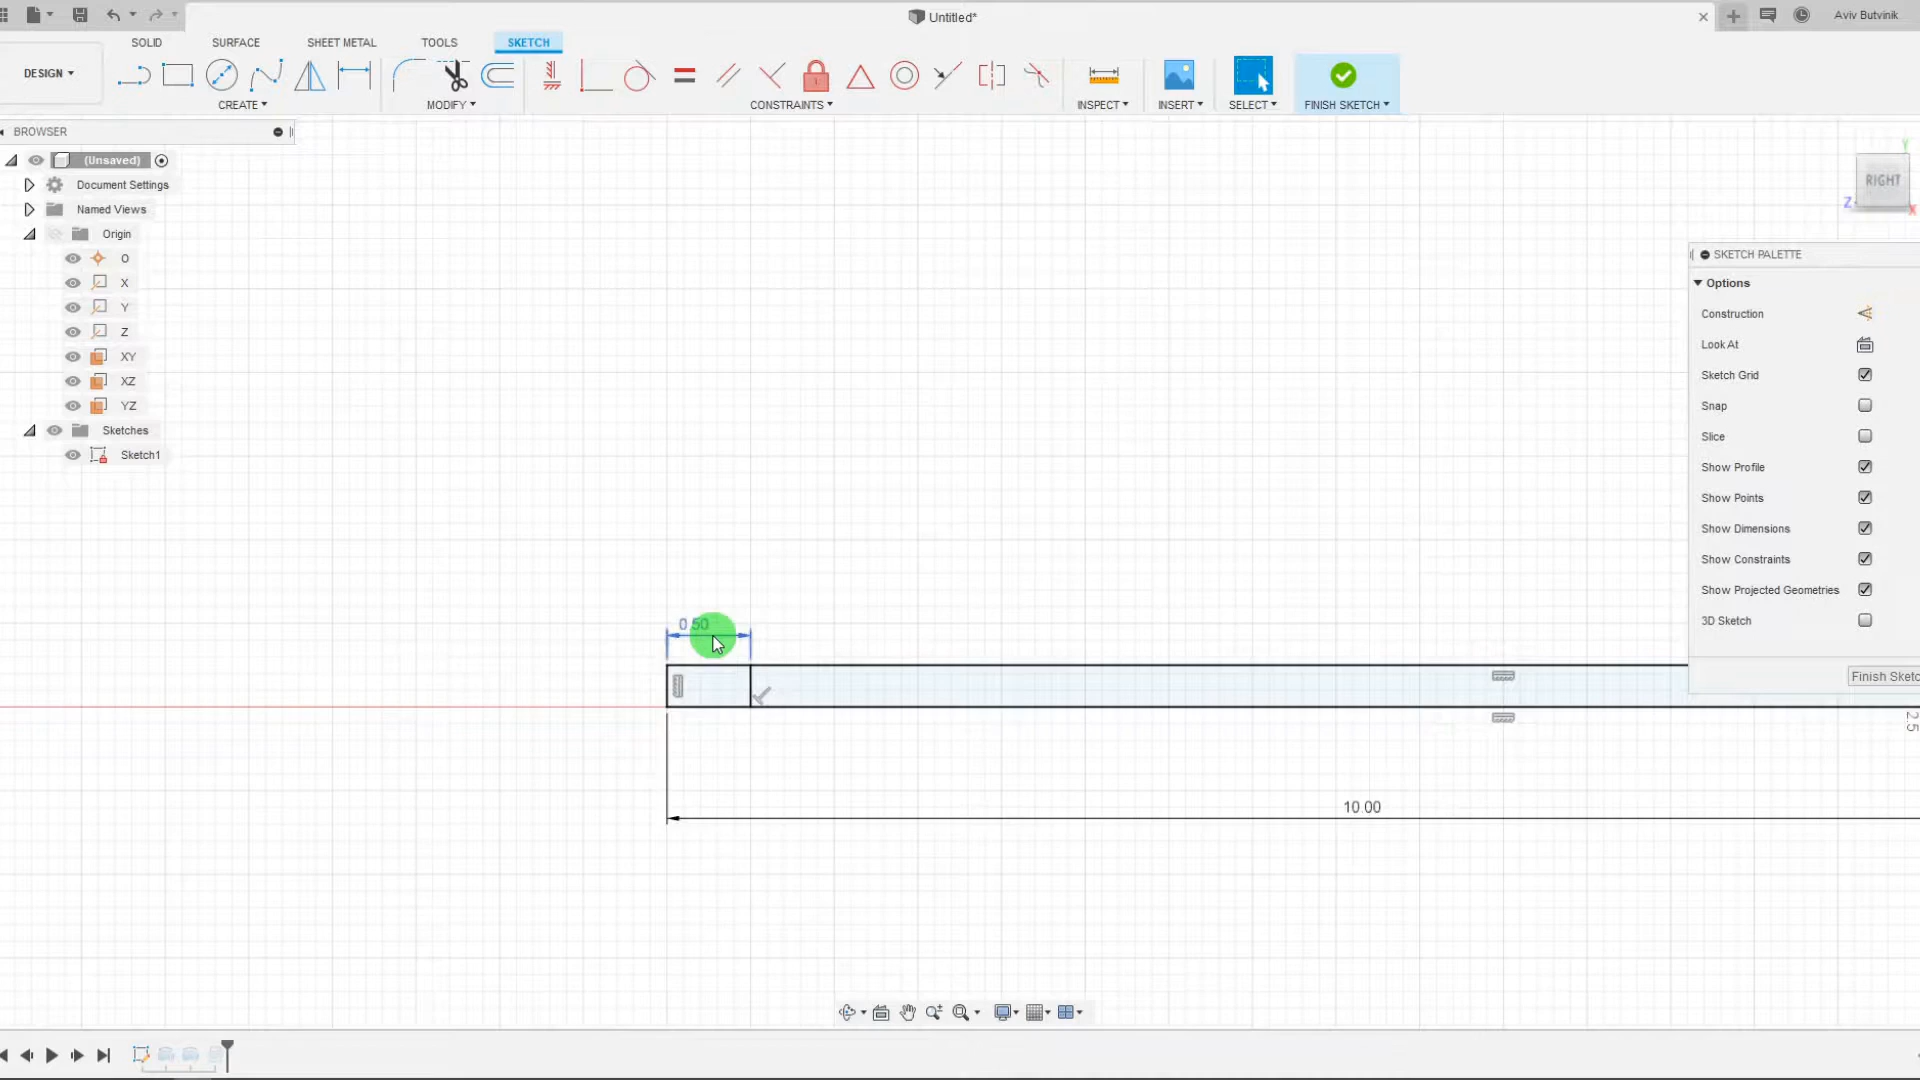 Untitled*
Aviv Butvinik
SOLID
SURFACE
SHEET METAL
TOOLS
SKETCH
DESIGN
CREATE
MODIFY
CONSTRAINTS
INSPECT
INSERT
SELECT
FINISH SKETCH
BROWSER
(Unsaved)
Document Settings
Named Views
Origin
O
X
Y
Z
XY
XZ
YZ
Sketches
Sketch1
Y
RIGHT
Z
X
SKETCH PALETTE
Options
Construction
Look At
Sketch Grid
Snap
Slice
Show Profile
Show Points
Show Dimensions
Show Constraints
Show Projected Geometries
3D Sketch
Finish Sketc
0.50
2.5
10.00